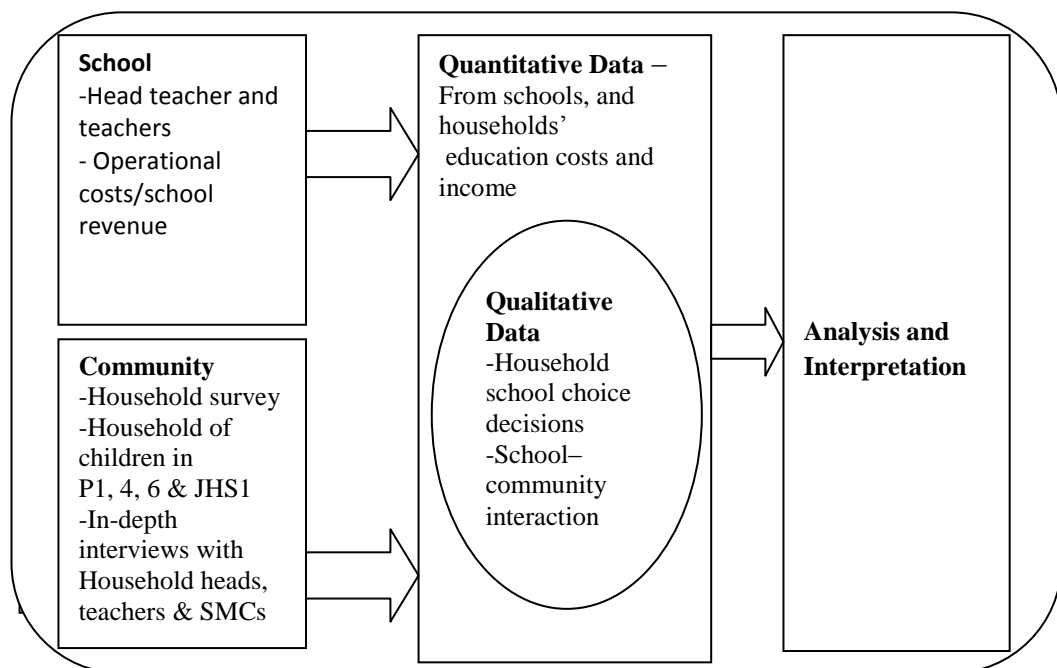 School
-Head teacher and
teachers
- Operational
costs/school
revenue
Community
-Household survey
-Household of
children in
P1, 4, 6 & JHS1
-In-depth
interviews with
Household heads,
teachers & SMCs
Quantitative Data –
From schools, and
households’
education costs and
income
Qualitative
Data
-Household
school choice
decisions
-School–
community
interaction
Analysis and
Interpretation